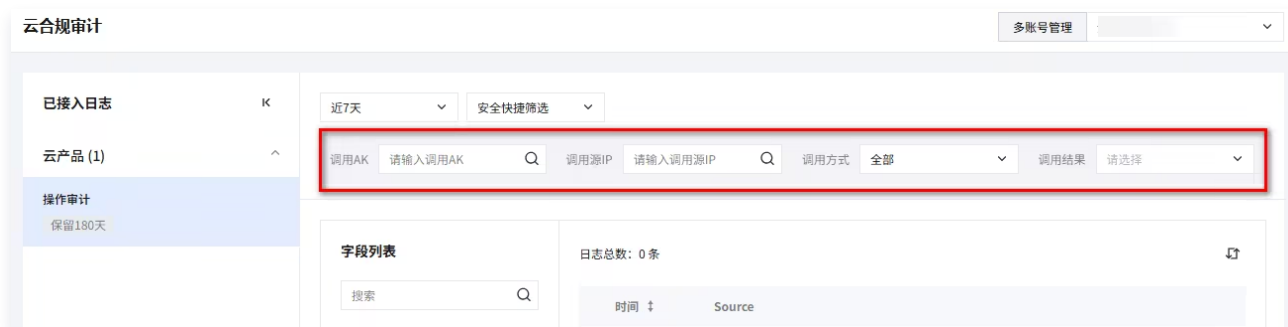 云合规审计
多账号管理
已接入日志
近7天
安全快捷筛选
云产品 (1)
调用AK
请输入调用AK
调用源IP
请输入调用源IP
调用方式
全部
调用结果
请选择
操作审计
保留180天
字段列表
日志总数：0 条
搜索
时间
Source